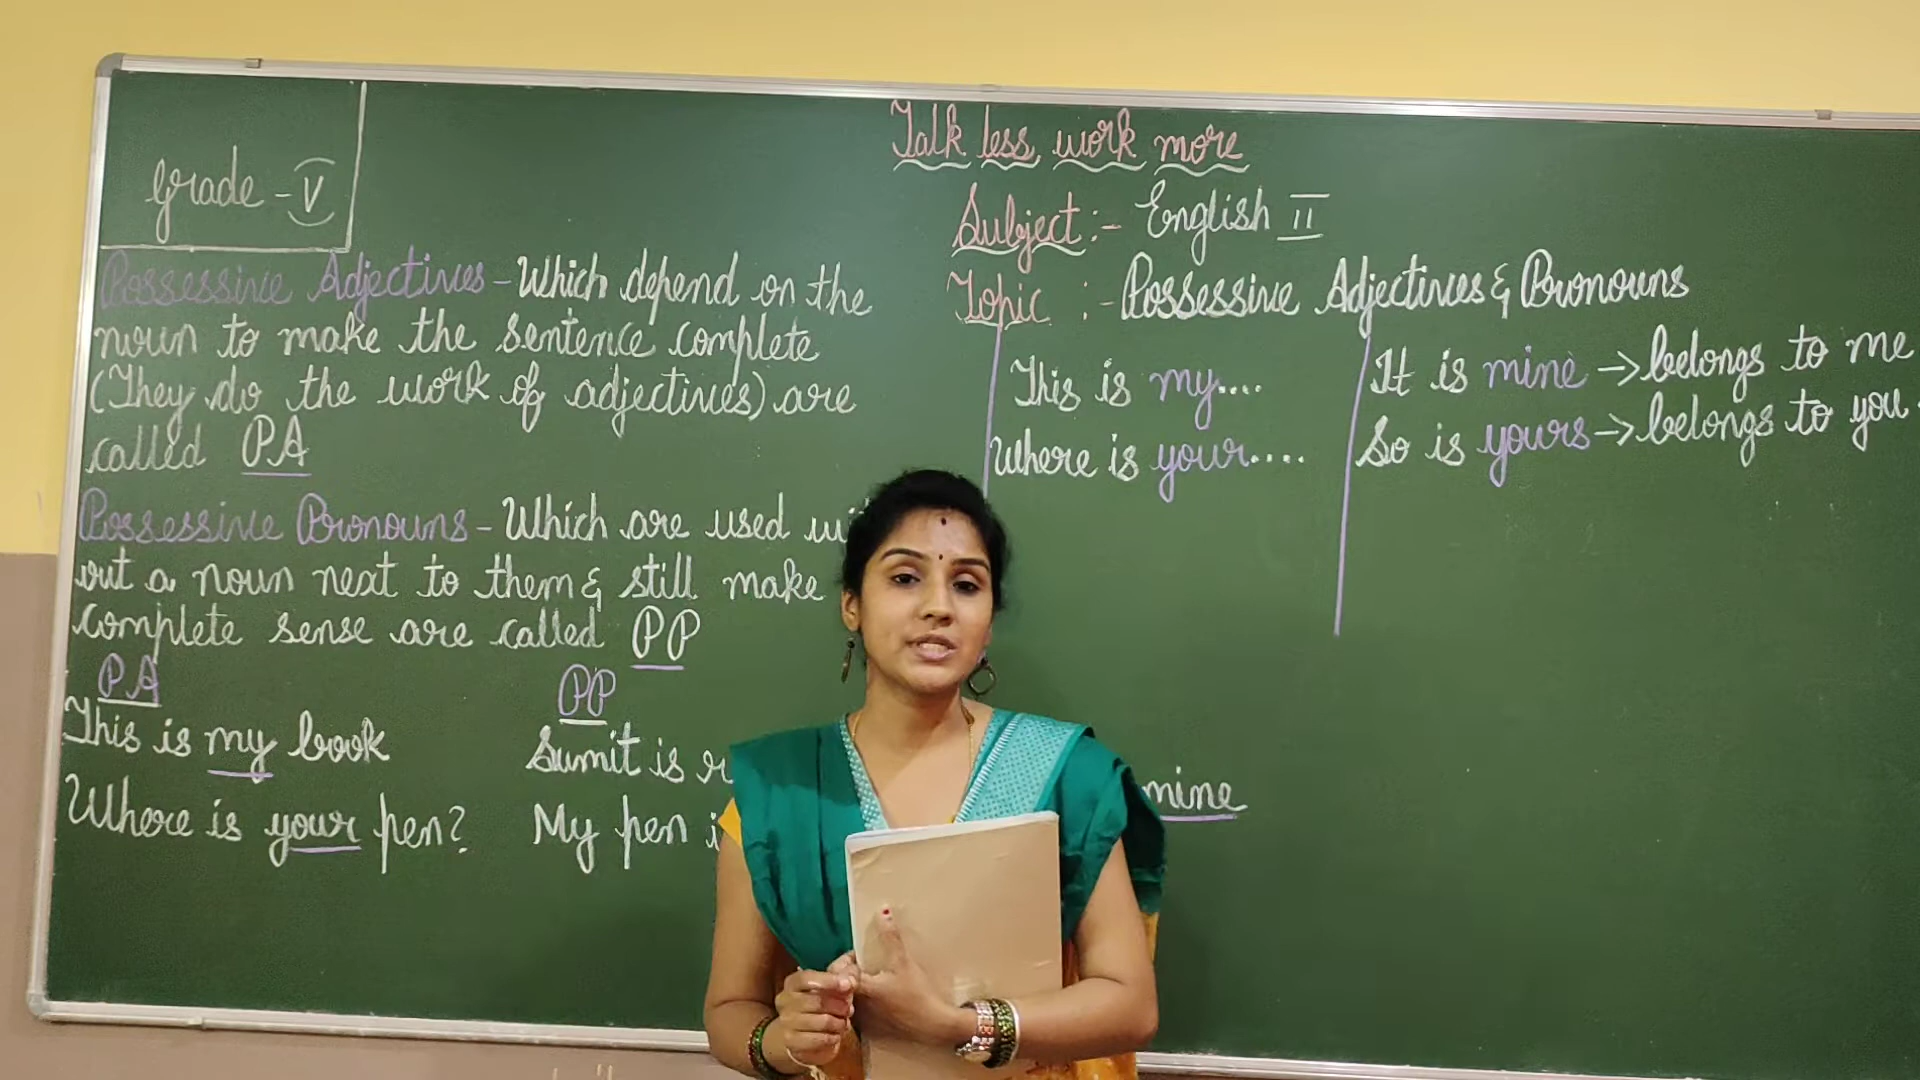 Talk less work more
Grade - V
Subject :- English II
Topic :- Possessive Adjectives & Pronouns
Possessive Adjectives - Which depend on the
noun to make the sentence complete
(They do the work of adjectives) are
called PA
Possessive Pronouns - Which are used
out a noun next to them & still make
complete sense are called PP
PA
This is my book
Where is your pen?
PP
Sumit is
My pen
mine
This is my....
Where is your....
It is mine → belongs to me
So is yours → belongs to you